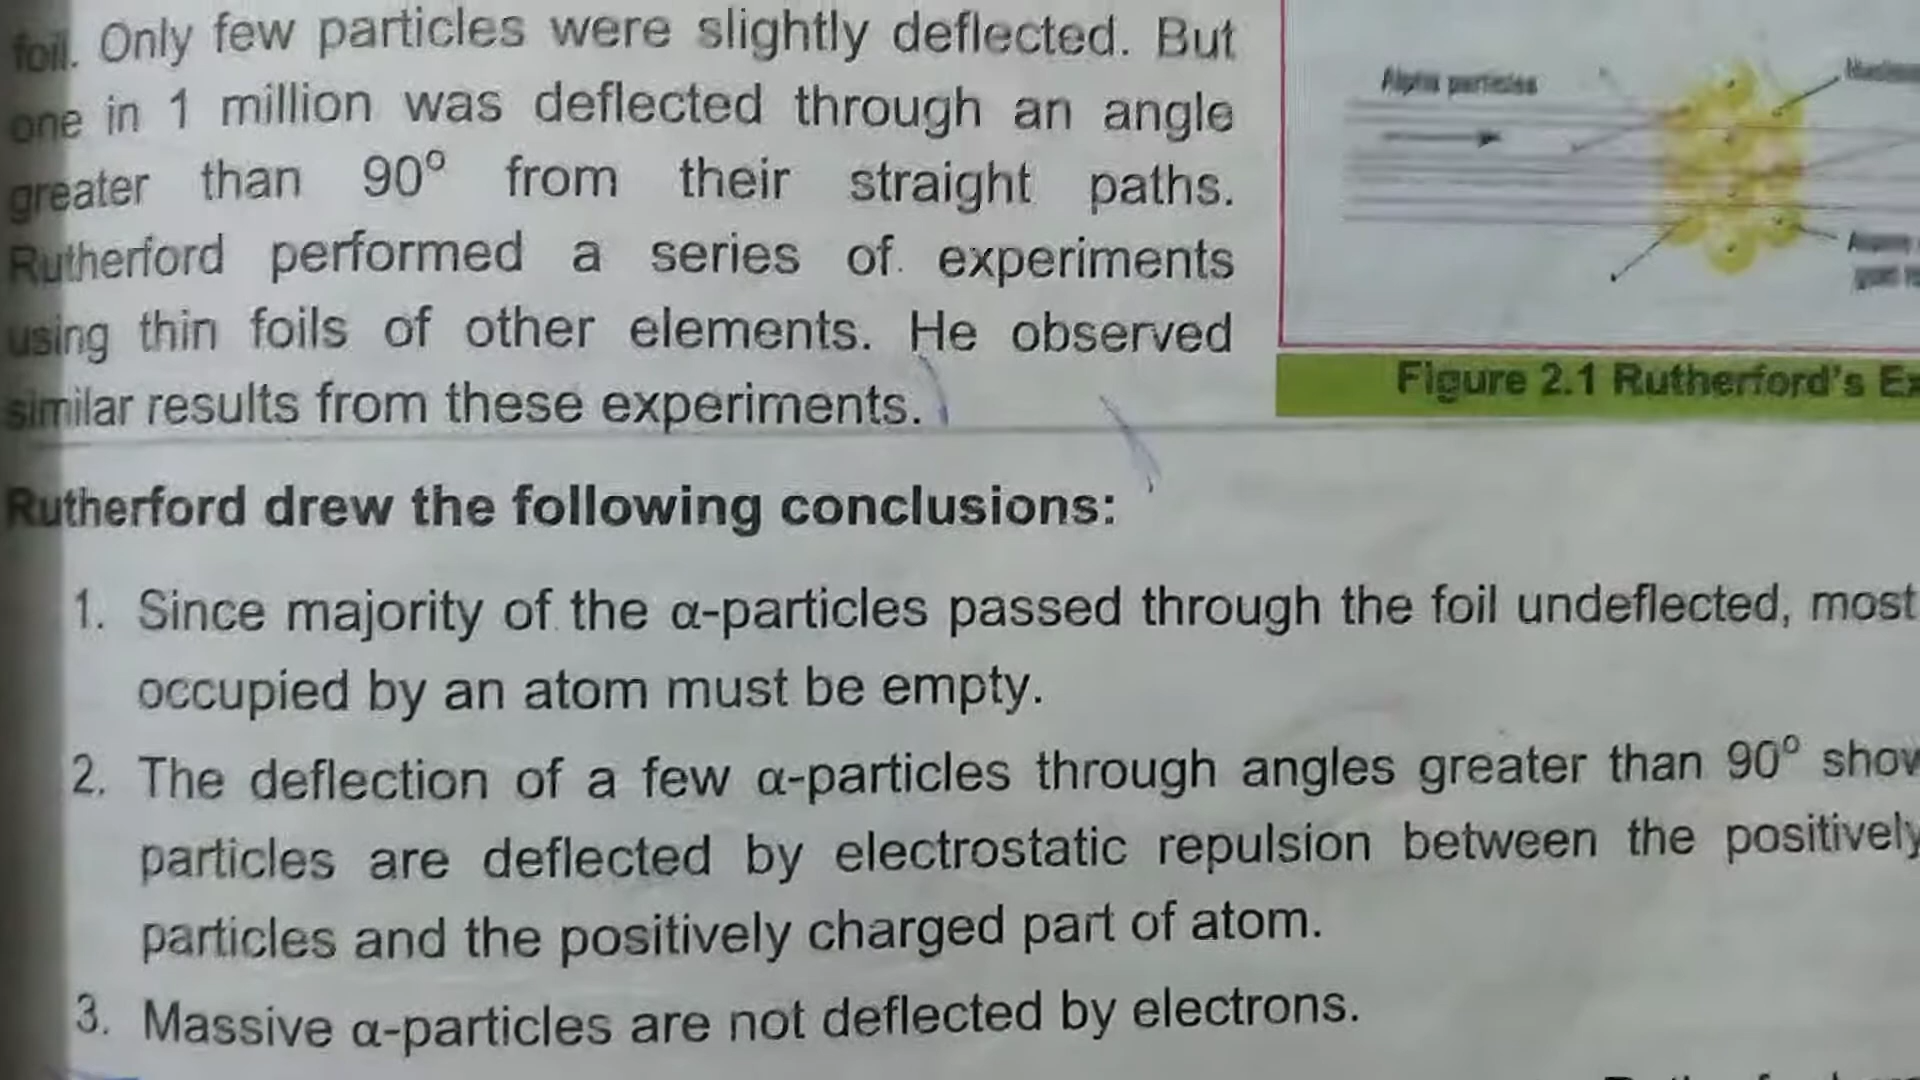 foil. Only few particles were slightly deflected. But
one in 1 million was deflected through an angle
greater than 90° from their straight paths.
Rutherford performed a series of experiments
using thin foils of other elements. He observed
similar results from these experiments.
Alpha particles
Figure 2.1 Rutherford's Ex
Rutherford drew the following conclusions:
1. Since majority of the α-particles passed through the foil undeflected, most
occupied by an atom must be empty.
2. The deflection of a few α-particles through angles greater than 90° show
particles are deflected by electrostatic repulsion between the positively
particles and the positively charged part of atom.
3. Massive α-particles are not deflected by electrons.